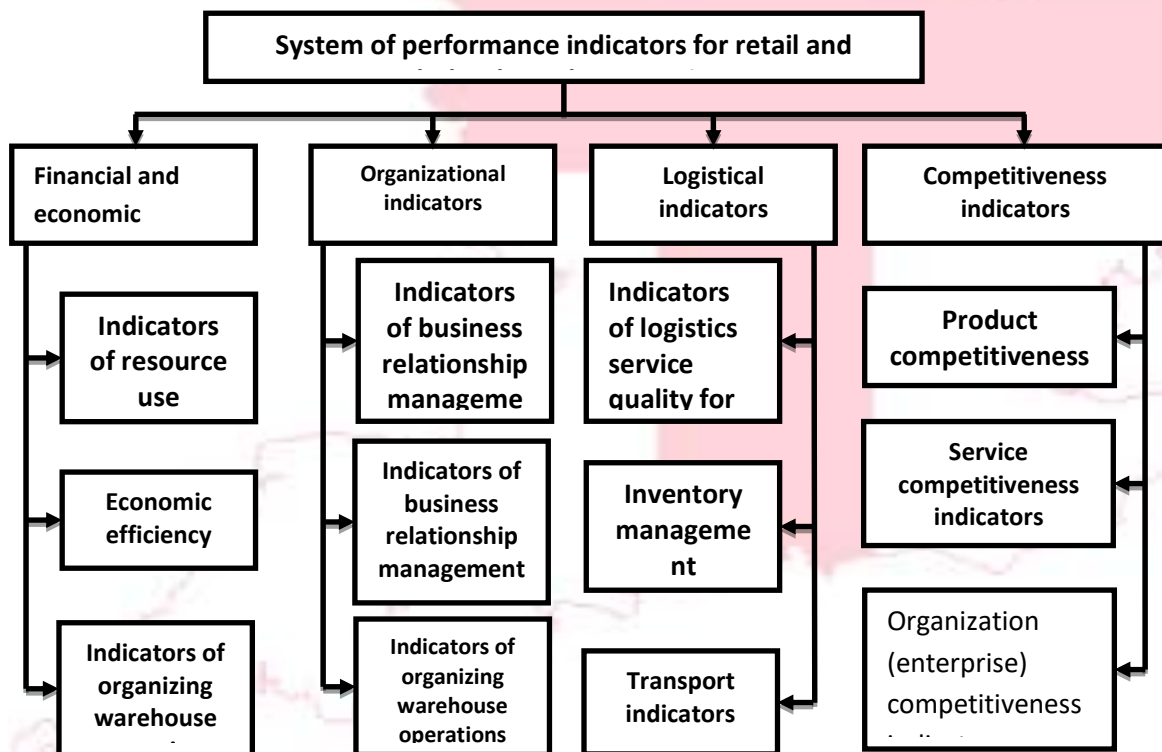 System of performance indicators for retail and
Financial and
economic
Organizational
indicators
Logistical
indicators
Competitiveness
indicators
Indicators
of resource
use
Economic
efficiency
Indicators of
organizing
warehouse
Indicators
of business
relationship
manageme
Indicators of
business
relationship
management
Indicators of
organizing
warehouse
operations
Indicators
of logistics
service
quality for
Inventory
manageme
nt
Transport
indicators
Product
competitiveness
Service
competitiveness
indicators
Organization
(enterprise)
competitiveness